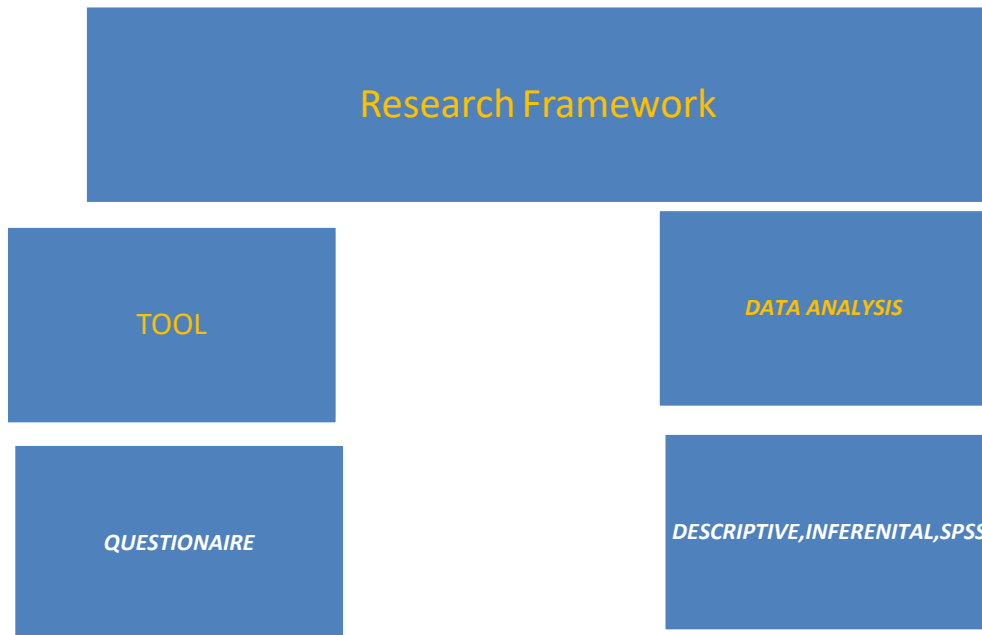 Research Framework
TOOL
DATA ANALYSIS
QUESTIONAIRE
DESCRIPTIVE,INFERENITAL,SPSS